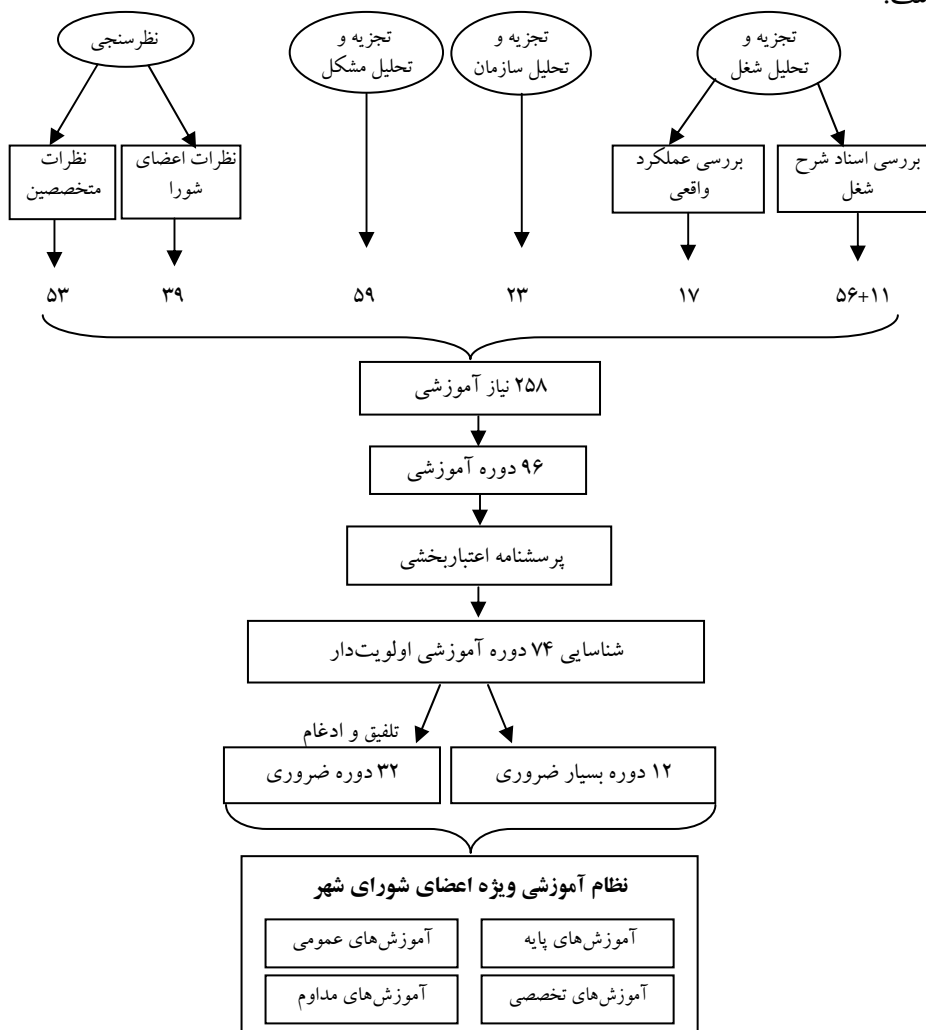 تجزیه و
تحلیل شغل
تجزیه و
تحلیل سازمان
تجزیه و
تحلیل مشکل
نظرسنجی
بررسی اسناد شرح
شغل
بررسی عملکرد
واقعی
نظرات اعضای
شورا
نظرات
متخصصین
۵۶+۱۱
۱۷
۲۳
۵۹
۳۹
۵۳
۲۵۸ نیاز آموزشی
۹۶ دوره آموزشی
پرسشنامه اعتباربخشی
شناسایی ۷۴ دوره آموزشی اولویت‌دار
تلفیق و ادغام
۱۲ دوره بسیار ضروری
۳۲ دوره ضروری
نظام آموزشی ویژه اعضای شورای شهر
آموزش‌های پایه
آموزش‌های عمومی
آموزش‌های تخصصی
آموزش‌های مداوم